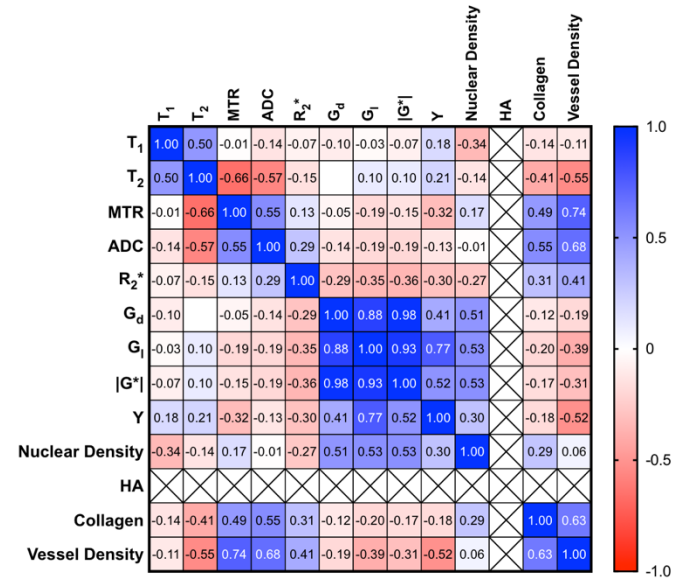 T₁ T₂ MTR ADC R₂* G_d G_l |G*| Y Nuclear Density HA Collagen Vessel Density
T₁ 1.00 0.50 -0.01 -0.14 -0.07 -0.10 -0.03 -0.07 0.18 -0.34 -0.14 -0.11
T₂ 0.50 1.00 -0.66 -0.57 -0.15 0.10 0.10 0.21 -0.14 -0.41 -0.55
MTR -0.01 -0.66 1.00 0.55 0.13 -0.05 -0.19 -0.15 -0.32 0.17 0.49 0.74
ADC -0.14 -0.57 0.55 1.00 0.29 -0.14 -0.19 -0.19 -0.13 -0.01 0.55 0.68
R₂* -0.07 -0.15 0.13 0.29 1.00 -0.29 -0.35 -0.36 -0.30 -0.27 0.31 0.41
G_d -0.10 -0.05 -0.14 -0.29 1.00 0.88 0.98 0.41 0.51 -0.12 -0.19
G_l -0.03 0.10 -0.19 -0.19 -0.35 0.88 1.00 0.93 0.77 0.53 -0.20 -0.39
|G*| -0.07 0.10 -0.15 -0.19 -0.36 0.98 0.93 1.00 0.52 0.53 -0.17 -0.31
Y 0.18 0.21 -0.32 -0.13 -0.30 0.41 0.77 0.52 1.00 0.30 -0.18 -0.52
Nuclear Density -0.34 -0.14 0.17 -0.01 -0.27 0.51 0.53 0.53 0.30 1.00 0.29 0.06
HA
Collagen -0.14 -0.41 0.49 0.55 0.31 -0.12 -0.20 -0.17 -0.18 0.29 1.00 0.63
Vessel Density -0.11 -0.55 0.74 0.68 0.41 -0.19 -0.39 -0.31 -0.52 0.06 0.63 1.00
1.0
0.5
0
-0.5
-1.0